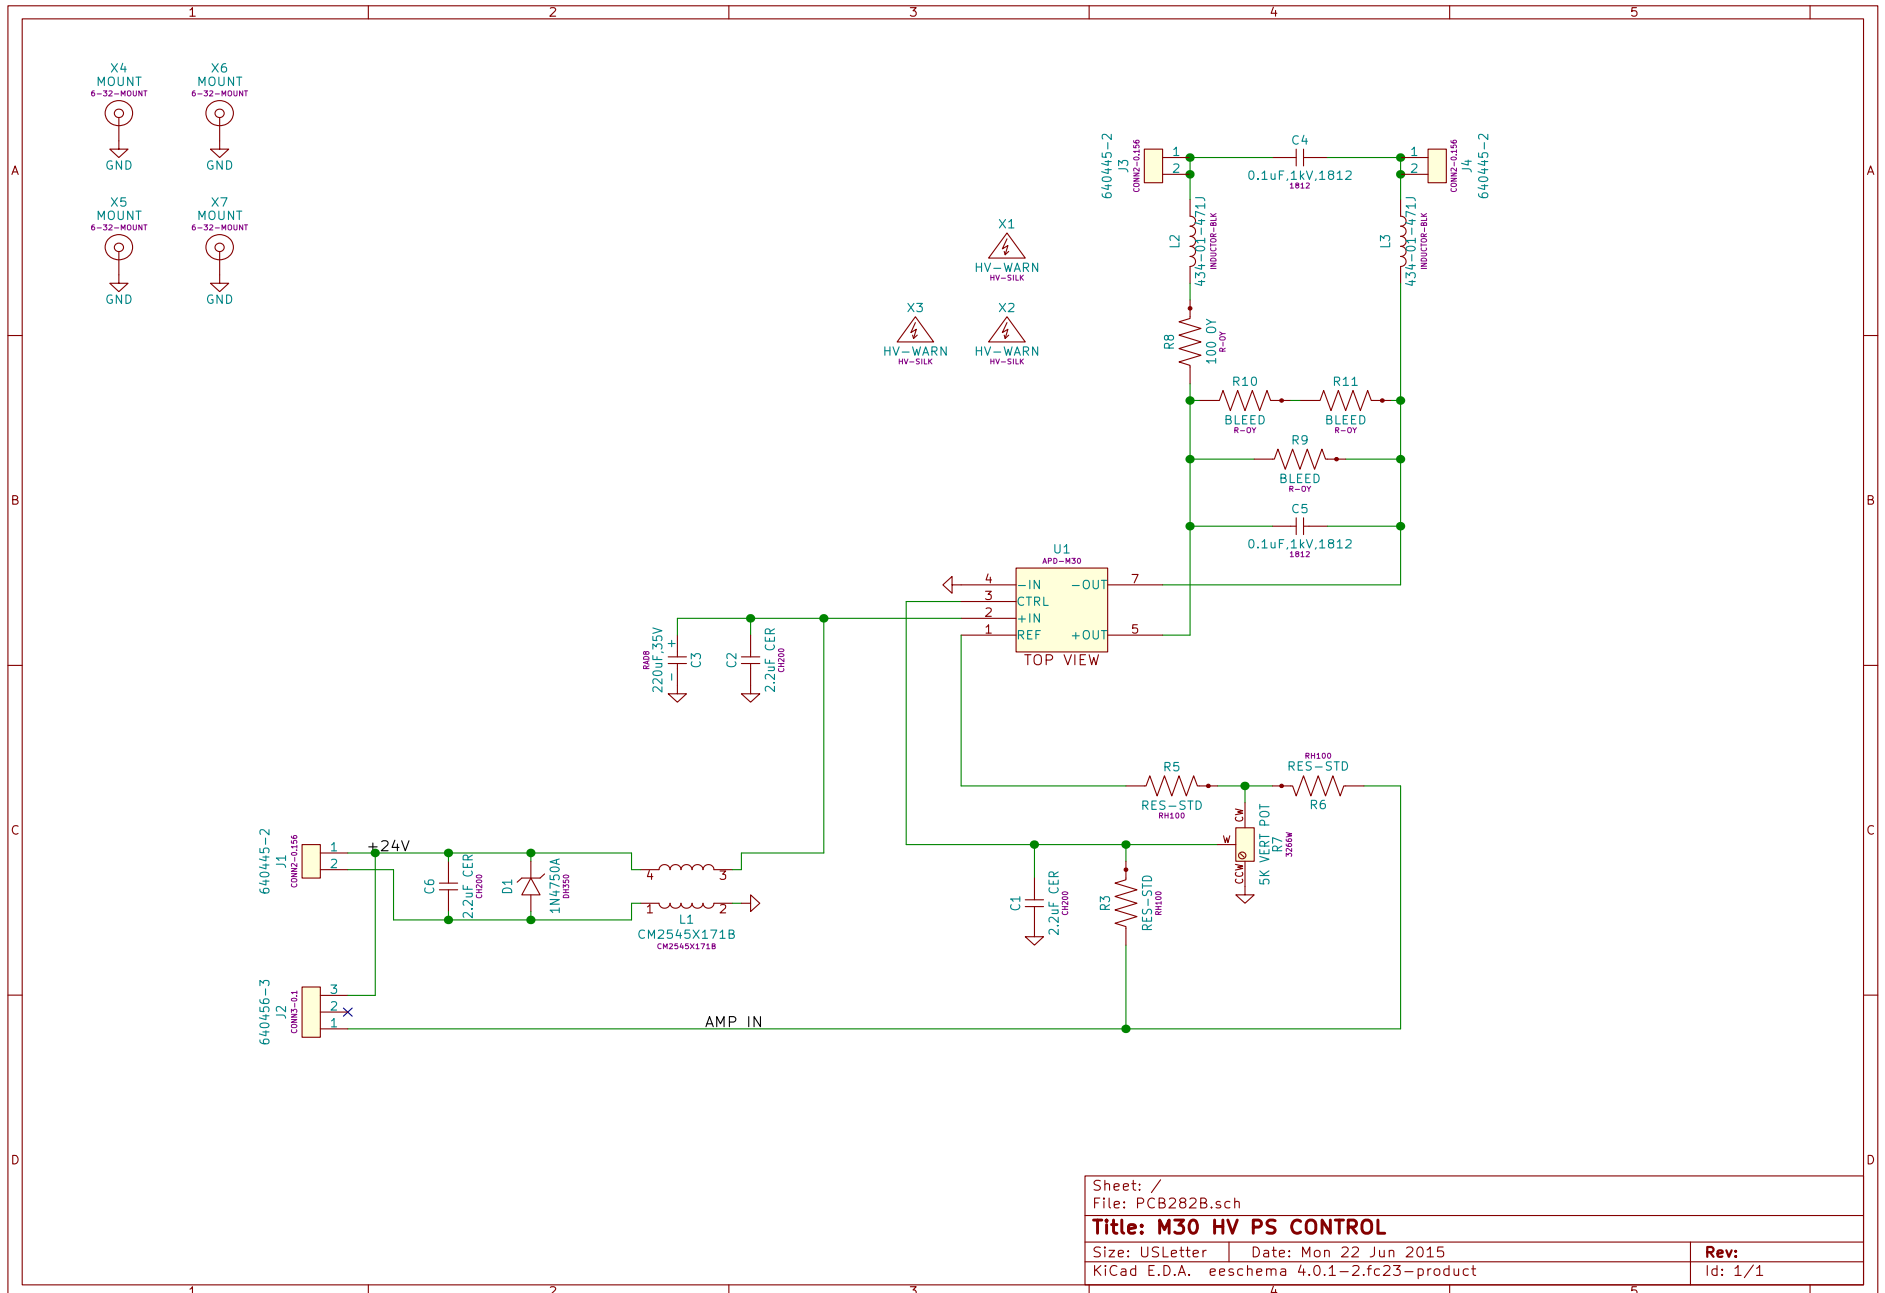 1 2 3 4 5
A
A
B
B
C
C
D
D
X4
MOUNT
6-32-MOUNT
GND
X6
MOUNT
6-32-MOUNT
GND
X5
MOUNT
6-32-MOUNT
GND
X7
MOUNT
6-32-MOUNT
GND
X1
HV-WARN
HV-SILK
X3
HV-WARN
HV-SILK
X2
HV-WARN
HV-SILK
640445-2
J3
CONN2-0.156
1
2
C4
0.1uF,1kV,1812
1812
1
2
CONN2-0.156
J4
640445-2
L2
434-01-471J
INDUCTOR-BLK
L3
434-01-471J
INDUCTOR-BLK
R8
100 OY
R-OY
R10
BLEED
R-OY
R11
BLEED
R-OY
R9
BLEED
R-OY
C5
0.1uF,1kV,1812
1812
U1
APD-M30
4 -IN -OUT 7
3 CTRL
2 +IN
1 REF +OUT 5
TOP VIEW
RAD8
220uF,35V
+
-
C3
C2
2.2uF CER
CH200
R5
RES-STD
RH100
RH100
RES-STD
R6
CW
W
CCW
5K VERT POT
R7
3266W
640445-2
J1
CONN2-0.156
1
2
+24V
C6
2.2uF CER
CH200
D1
1N4750A
DH350
4 3
1 2
L1
CM2545X171B
CM2545X171B
C1
2.2uF CER
CH200
R3
RES-STD
RH100
640456-3
J2
CONN3-0.1
3
2
1
AMP IN
Sheet: /
File: PCB282B.sch
Title: M30 HV PS CONTROL
Size: USLetter Date: Mon 22 Jun 2015 Rev:
KiCad E.D.A. eeschema 4.0.1-2.fc23-product Id: 1/1
1 2 3 4 5